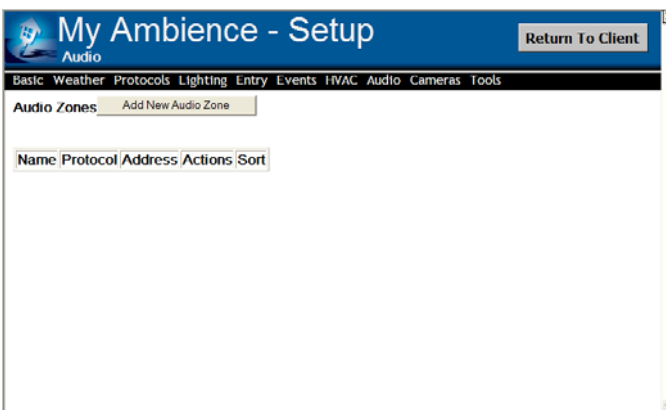 My Ambience - Setup
Audio
Return To Client
Basic Weather Protocols Lighting Entry Events HVAC Audio Cameras Tools
Audio Zones Add New Audio Zone
Name Protocol Address Actions Sort